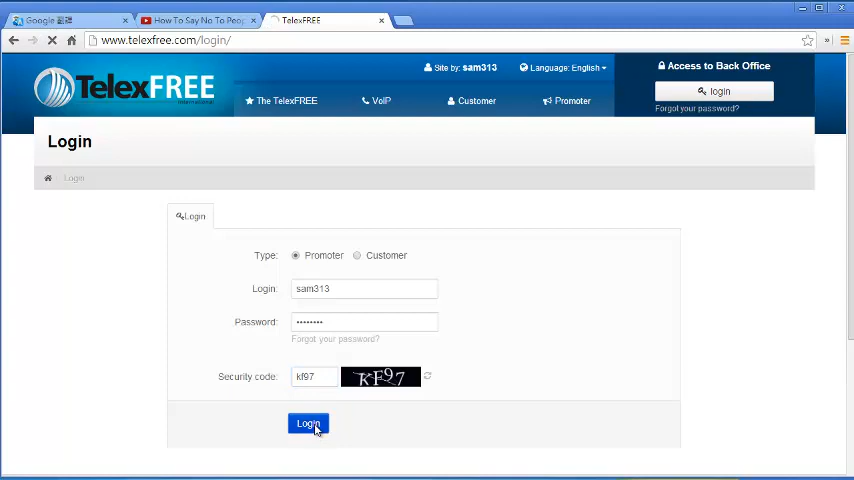 Google 翻譯
How To Say No To Peop
TelexFREE
www.telexfree.com/login/
TelexFREE
International
Site by: sam313
Language: English
Access to Back Office
login
Forgot your password?
The TelexFREE
VoIP
Customer
Promoter
Login
Login
Login
Type: Promoter Customer
Login: sam313
Password: ••••••••
Forgot your password?
Security code: kf97 KF97
Login